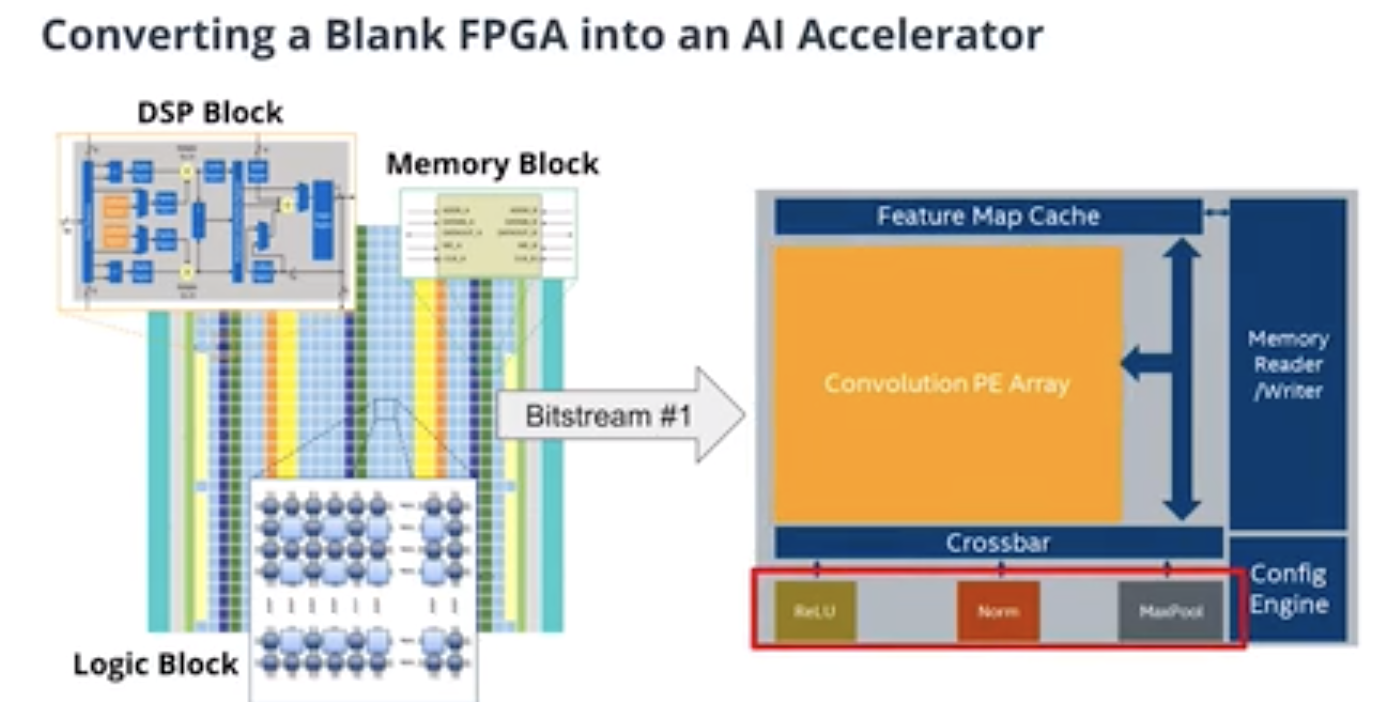 Converting a Blank FPGA into an AI Accelerator
DSP Block
Memory Block
Logic Block
Bitstream #1
Feature Map Cache
Convolution PE Array
Memory
Reader
/Writer
Crossbar
Config
Engine
ReLU
Norm
MaxPool